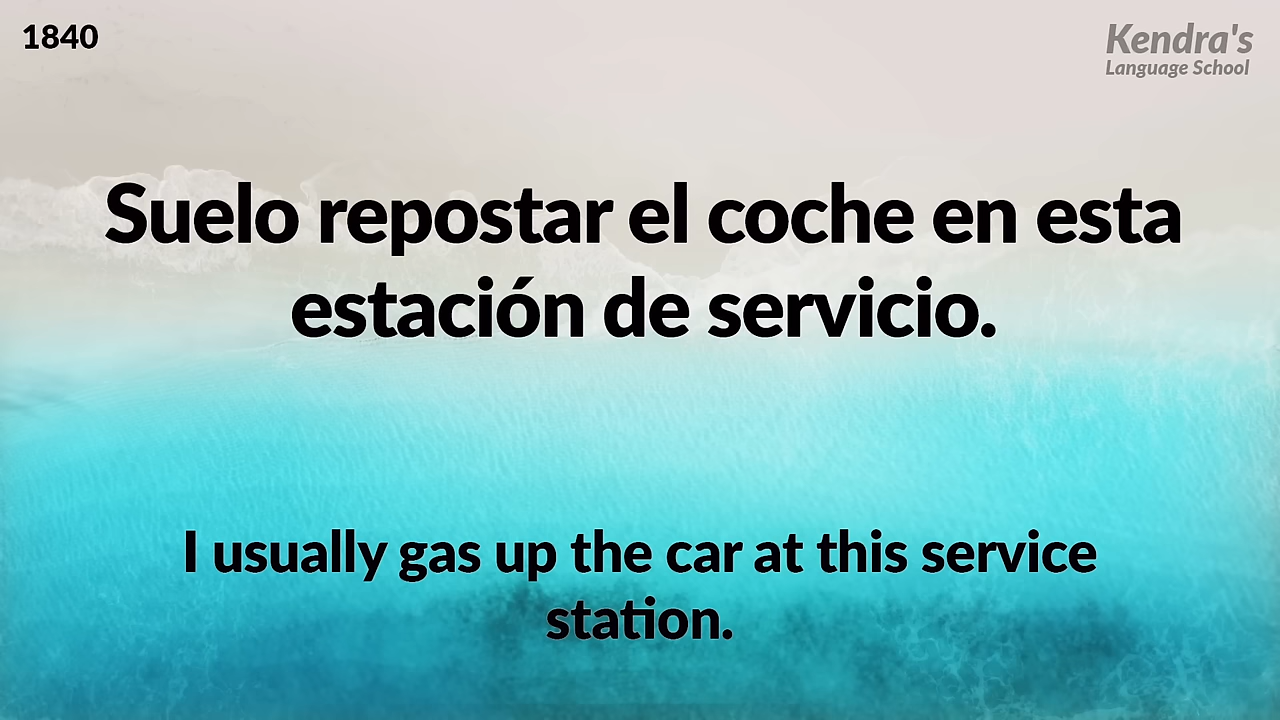 1840
Kendra's
Language School
Suelo repostar el coche en esta
estación de servicio.
I usually gas up the car at this service
station.